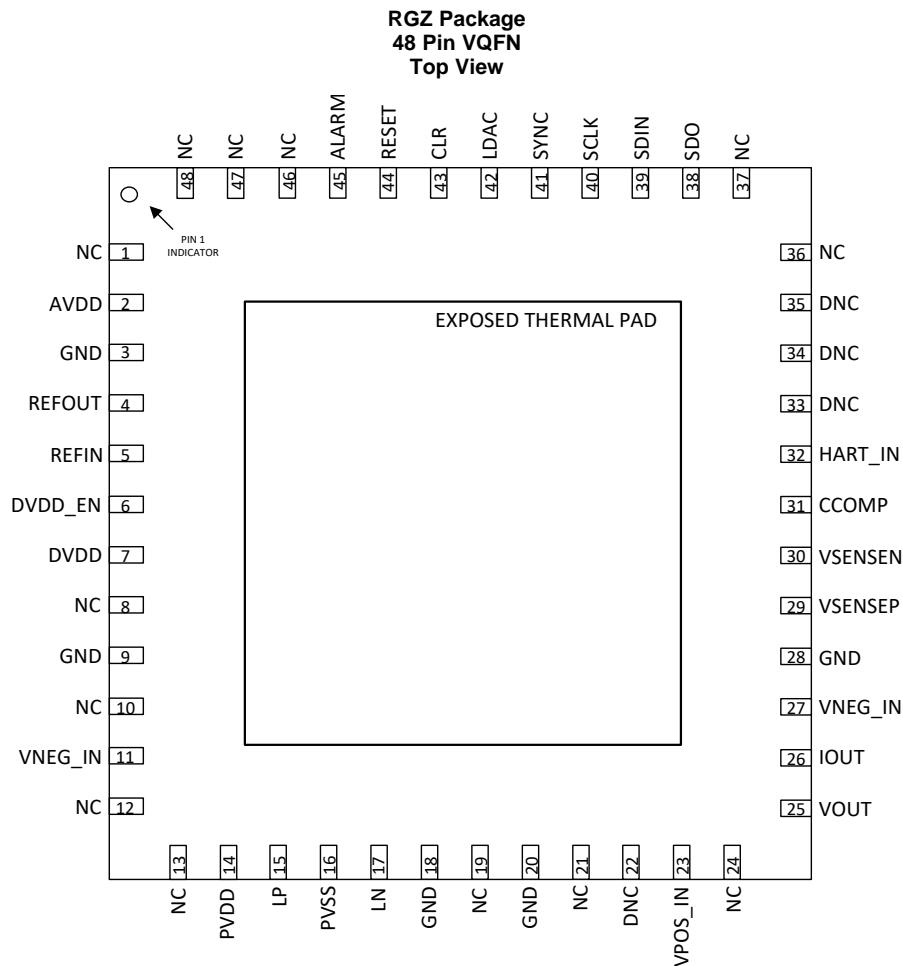 RGZ Package
48 Pin VQFN
Top View
NC
NC
NC
ALARM
RESET
CLR
LDAC
SYNC
SCLK
SDIN
SDO
NC
48
47
46
45
44
43
42
41
40
39
38
37
PIN 1
INDICATOR
NC 1
AVDD 2
GND 3
REFOUT 4
REFIN 5
DVDD_EN 6
DVDD 7
NC 8
GND 9
NC 10
VNEG_IN 11
NC 12
EXPOSED THERMAL PAD
36 NC
35 DNC
34 DNC
33 DNC
32 HART_IN
31 CCOMP
30 VSENSEN
29 VSENSEP
28 GND
27 VNEG_IN
26 IOUT
25 VOUT
13
14
15
16
17
18
19
20
21
22
23
24
NC
PVDD
LP
PVSS
LN
GND
NC
GND
NC
DNC
VPOS_IN
NC